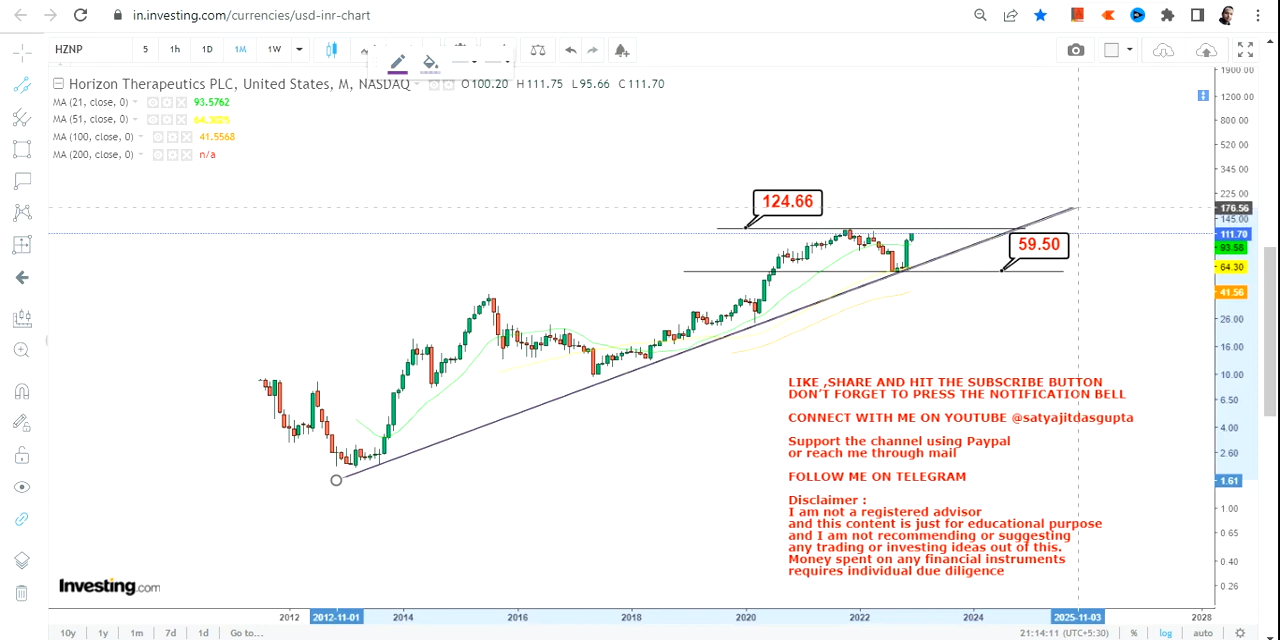 in.investing.com/currencies/usd-inr-chart
HZNP 5 1h 1D 1M 1W
Horizon Therapeutics PLC, United States, M, NASDAQ O100.20 H111.75 L95.66 C111.70
MA (21, close, 0) 93.5762
MA (51, close, 0)
MA (100, close, 0) 41.5568
MA (200, close, 0) n/a
1900.00
1200.00
800.00
520.00
345.00
225.00
176.56
145.00
111.70
93.58
64.30
41.56
26.00
16.00
10.00
6.50
4.00
2.60
1.61
1.00
0.65
0.40
0.26
124.66
59.50
LIKE ,SHARE AND HIT THE SUBSCRIBE BUTTON
DON'T FORGET TO PRESS THE NOTIFICATION BELL
CONNECT WITH ME ON YOUTUBE @satyajitdasgupta
Support the channel using Paypal
or reach me through mail
FOLLOW ME ON TELEGRAM
Disclaimer :
I am not a registered advisor
and this content is just for educational purpose
and I am not recommending or suggesting
any trading or investing ideas out of this.
Money spent on any financial instruments
requires individual due diligence
Investing.com
2012 2012-11-01 2014 2016 2018 2020 2022 2024 2025-11-03 2028
10y 1y 1m 7d 1d Go to... 21:14:11 (UTC+5:30) % log auto